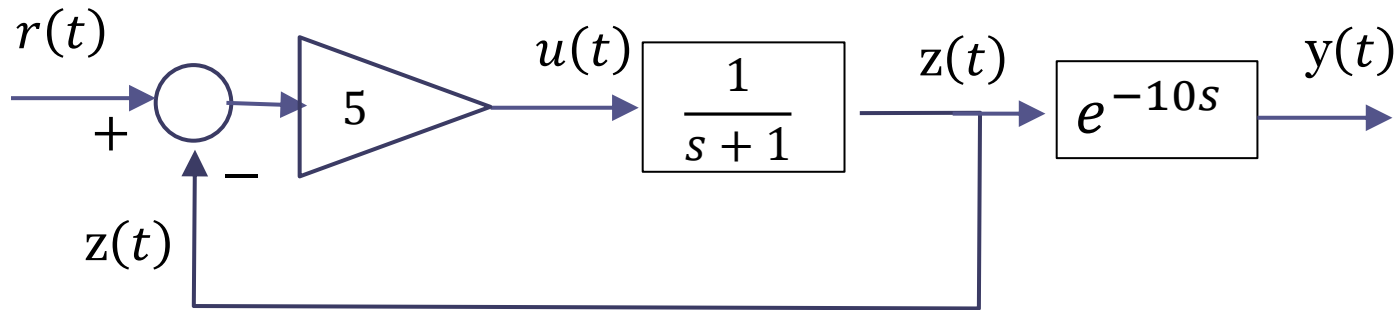 r(t)
+
−
z(t)
5
u(t)
1
s + 1
z(t)
e^{−10s}
y(t)